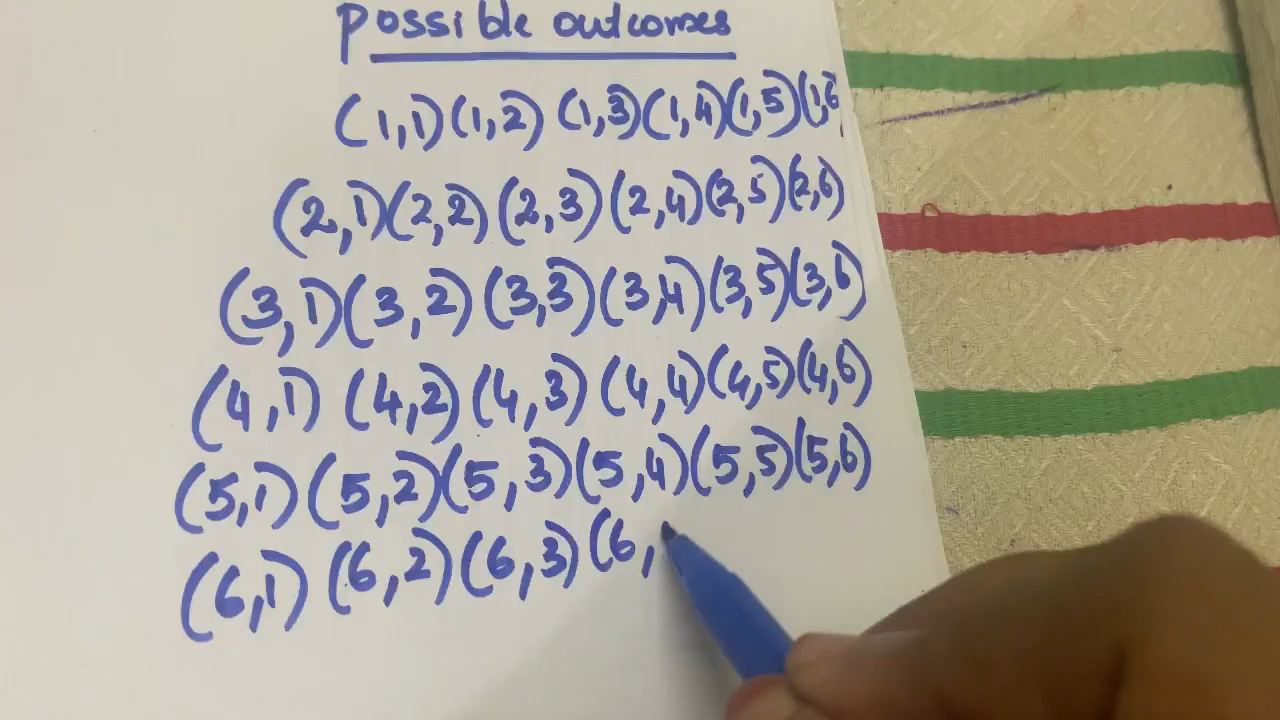 possible outcomes
(1,1) (1,2) (1,3) (1,4) (1,5) (1,6
(2,1) (2,2) (2,3) (2,4) (2,5) (2,6)
(3,1) (3,2) (3,3) (3,4) (3,5) (3,6)
(4,1) (4,2) (4,3) (4,4) (4,5) (4,6)
(5,1) (5,2) (5,3) (5,4) (5,5) (5,6)
(6,1) (6,2) (6,3) (6,